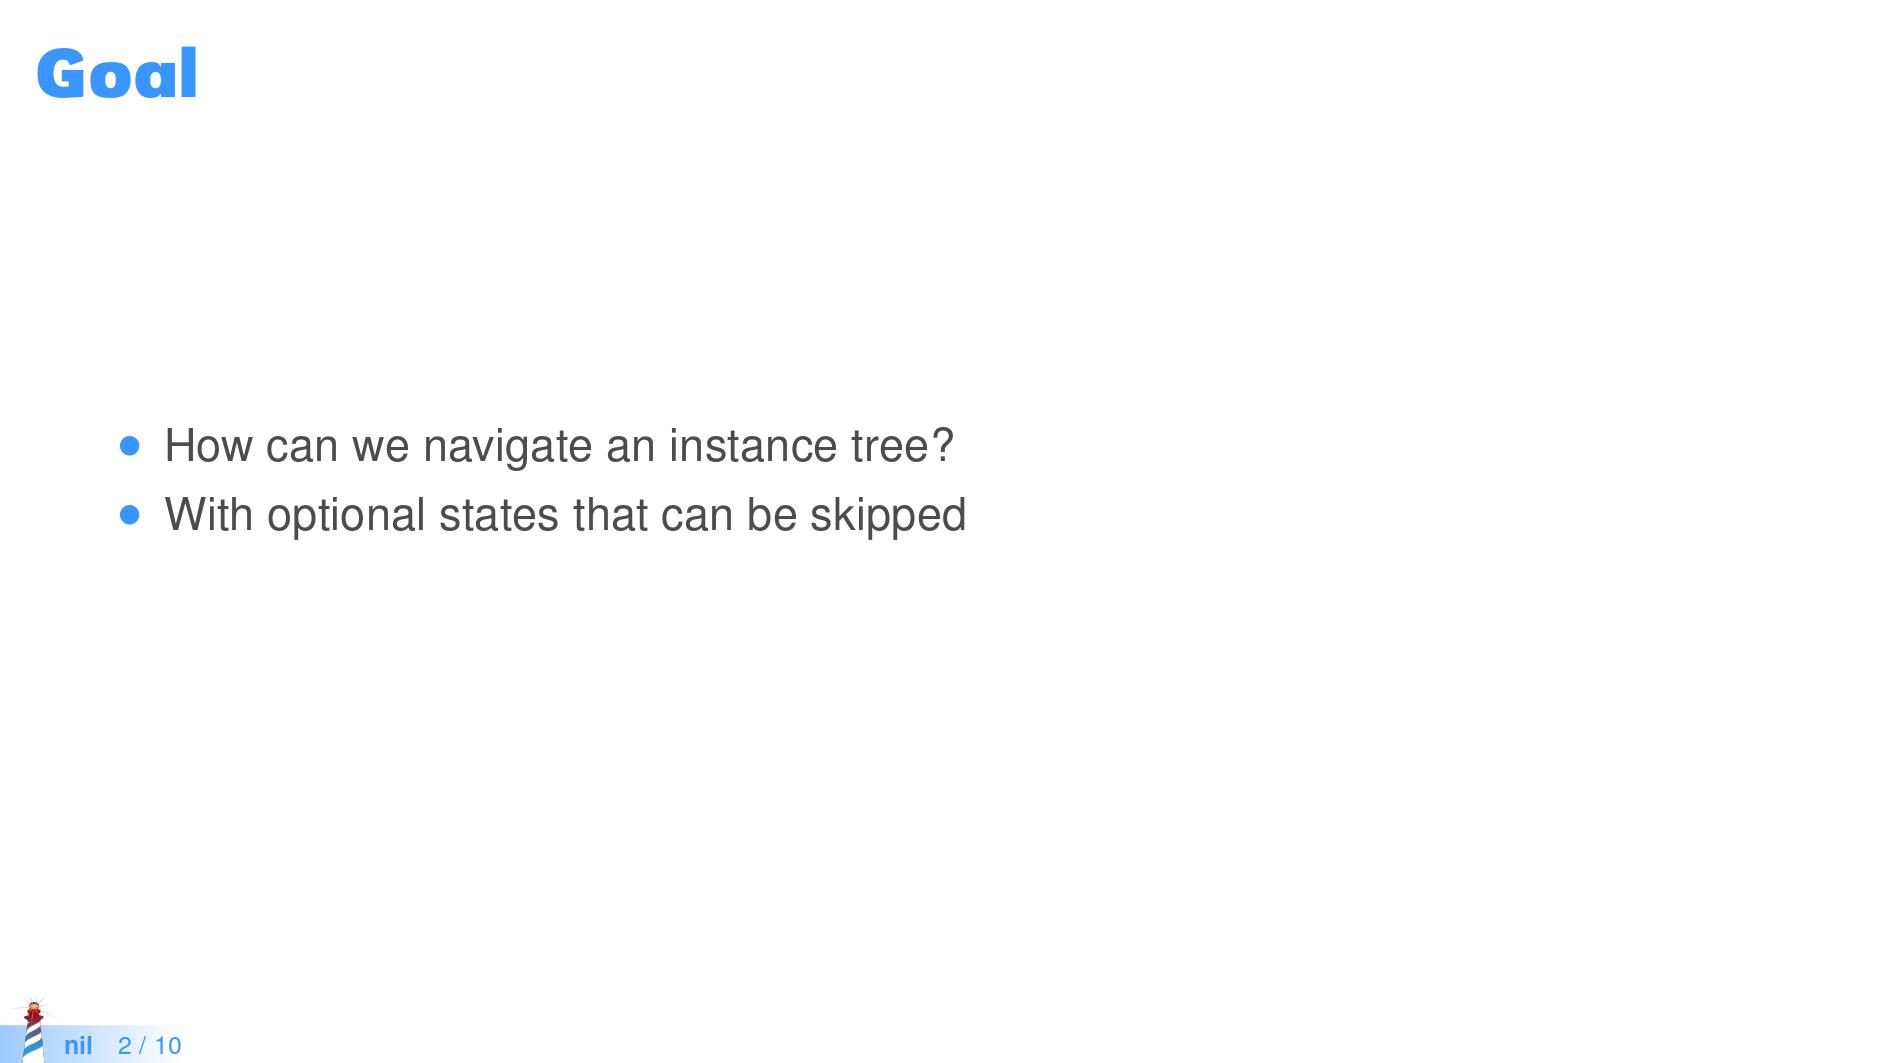 Goal
How can we navigate an instance tree?
With optional states that can be skipped
nil 2 / 10